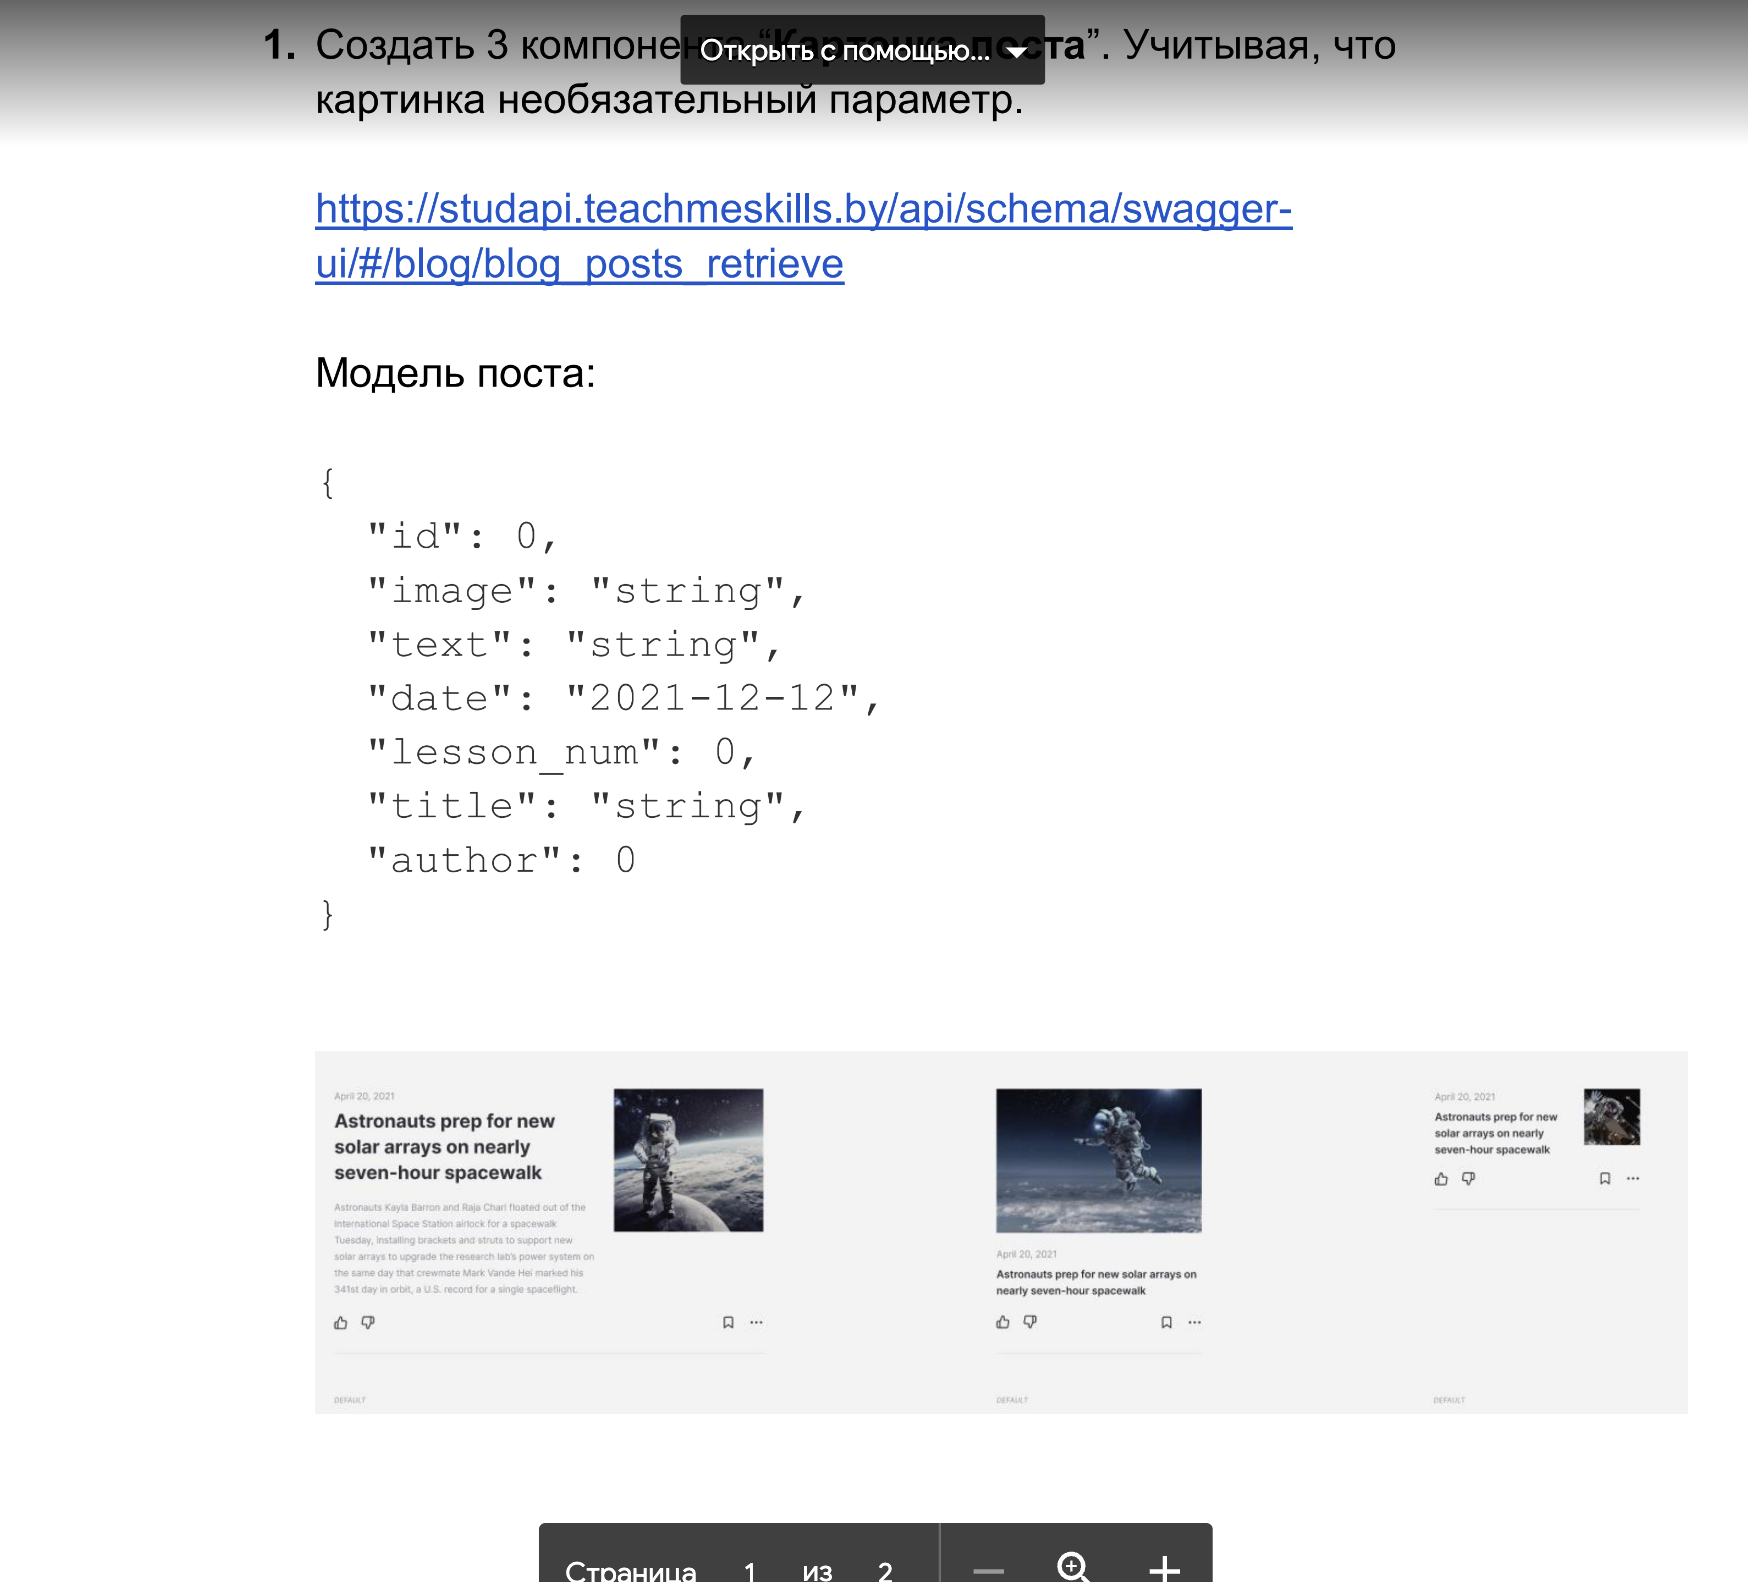 1. Создать 3 компонента “Карточка поста”. Учитывая, что
Открыть с помощью...
картинка необязательный параметр.
https://studapi.teachmeskills.by/api/schema/swagger-
ui/#/blog/blog_posts_retrieve
Модель поста:
{
"id": 0,
"image": "string",
"text": "string",
"date": "2021-12-12",
"lesson_num": 0,
"title": "string",
"author": 0
}
April 20, 2021
Astronauts prep for new
solar arrays on nearly
seven-hour spacewalk
Astronauts Kayla Barron and Raja Chari floated out of the
International Space Station airlock for a spacewalk
Tuesday, installing brackets and struts to support new
solar arrays to upgrade the research lab's power system on
the same day that crewmate Mark Vande Hei marked his
341st day in orbit, a U.S. record for a single spaceflight.
DEFAULT
April 20, 2021
Astronauts prep for new solar arrays on
nearly seven-hour spacewalk
DEFAULT
April 20, 2021
Astronauts prep for new
solar arrays on nearly
seven-hour spacewalk
DEFAULT
Страница 1 из 2